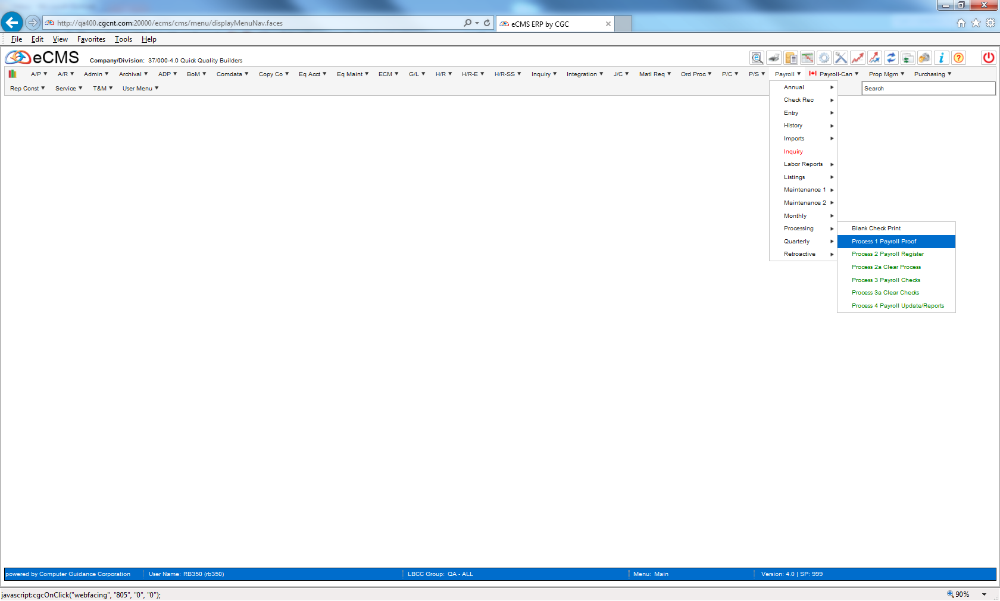 http://qa400.cgcnt.com:20000/ecms/cms/menu/displayMenuNav.faces
eCMS ERP by CGC
File Edit View Favorites Tools Help
eCMS Company/Division: 37/000-4.0 Quick Quality Builders
A/P A/R Admin Archival ADP BoM Comdata Copy Co Eq Acct Eq Maint ECM G/L H/R H/R-E H/R-SS Inquiry Integration J/C Matl Req Ord Proc P/C P/S Payroll Payroll-Can Prop Mgm Purchasing
Rep Const Service T&M User Menu Search
Annual
Check Rec
Entry
History
Imports
Inquiry
Labor Reports
Listings
Maintenance 1
Maintenance 2
Monthly
Processing
Quarterly
Retroactive
Blank Check Print
Process 1 Payroll Proof
Process 2 Payroll Register
Process 2a Clear Process
Process 3 Payroll Checks
Process 3a Clear Checks
Process 4 Payroll Update/Reports
powered by Computer Guidance Corporation User Name: RB350 (rb350) LBCC Group: QA - ALL Menu: Main Version: 4.0 | SP: 999
javascript:cgcOnClick("webfacing", "805", "0", "0"); 90%